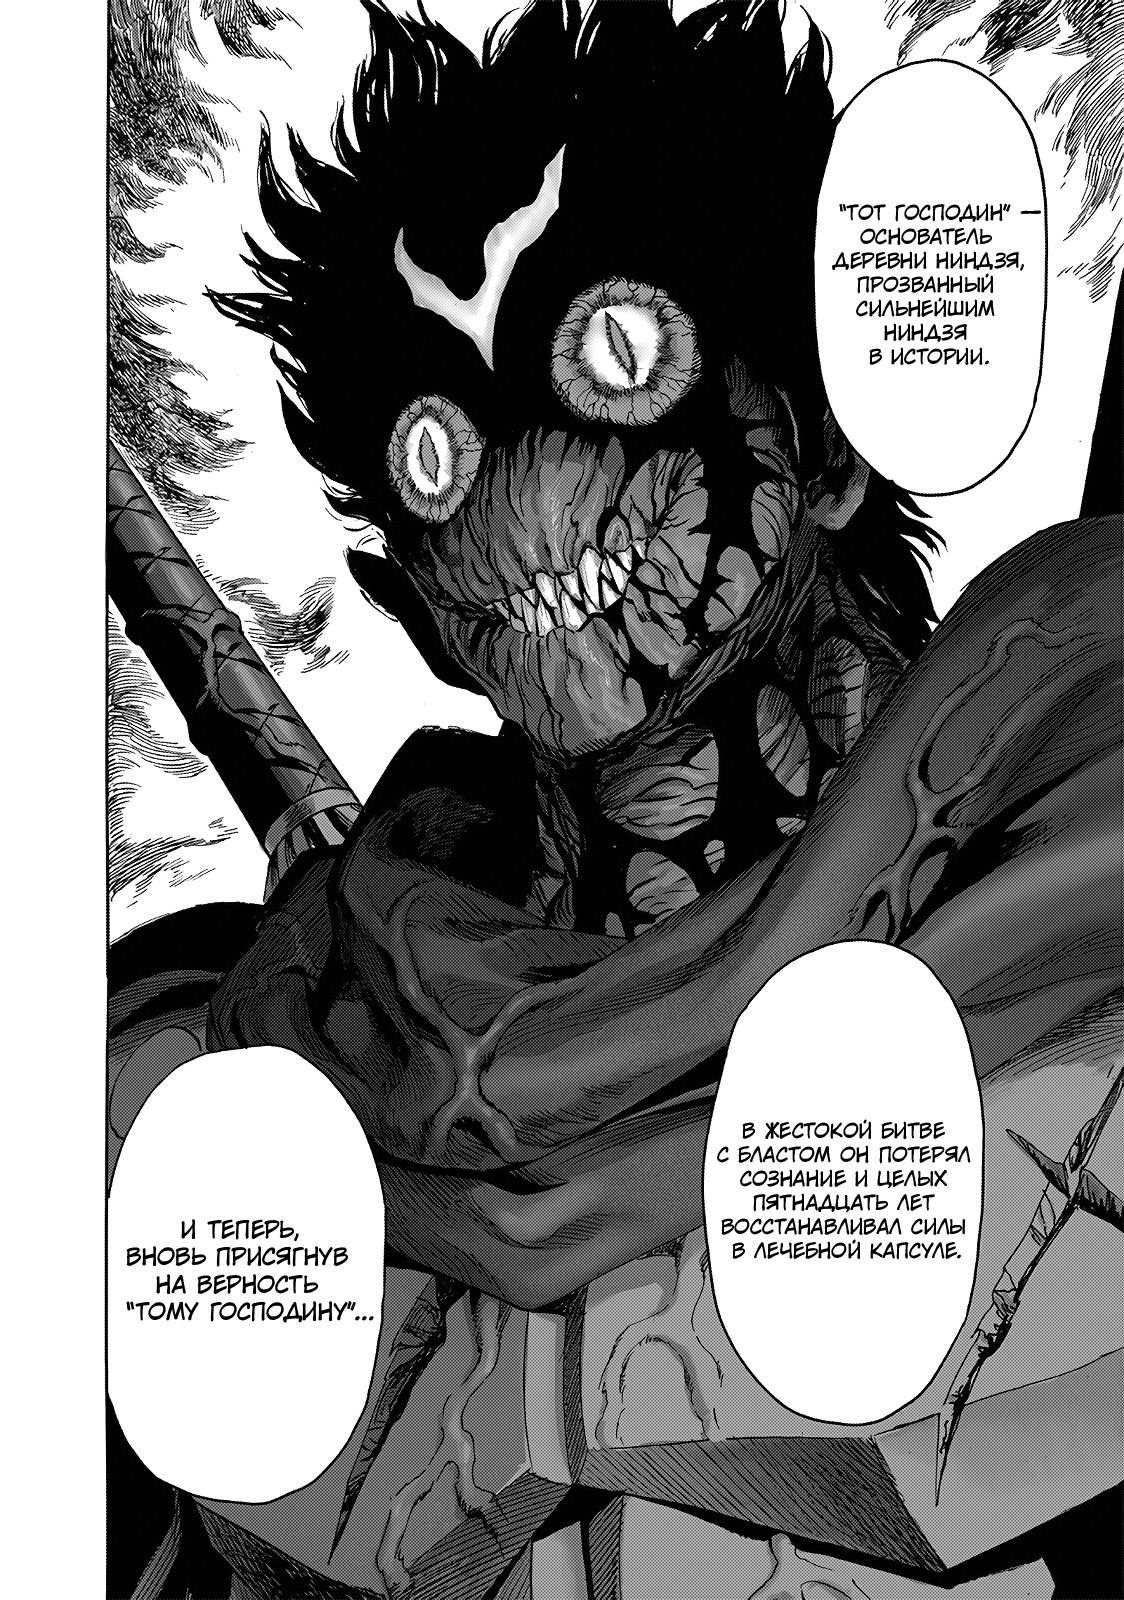 "ТОТ ГОСПОДИН" —
ОСНОВАТЕЛЬ
ДЕРЕВНИ НИНДЗЯ,
ПРОЗВАННЫЙ
СИЛЬНЕЙШИМ
НИНДЗЯ
В ИСТОРИИ.
В ЖЕСТОКОЙ БИТВЕ
С БЛАСТОМ ОН ПОТЕРЯЛ
СОЗНАНИЕ И ЦЕЛЫХ
ПЯТНАДЦАТЬ ЛЕТ
ВОССТАНАВЛИВАЛ СИЛЫ
В ЛЕЧЕБНОЙ КАПСУЛЕ.
И ТЕПЕРЬ,
ВНОВЬ ПРИСЯГНУВ
НА ВЕРНОСТЬ
"ТОМУ ГОСПОДИНУ"...